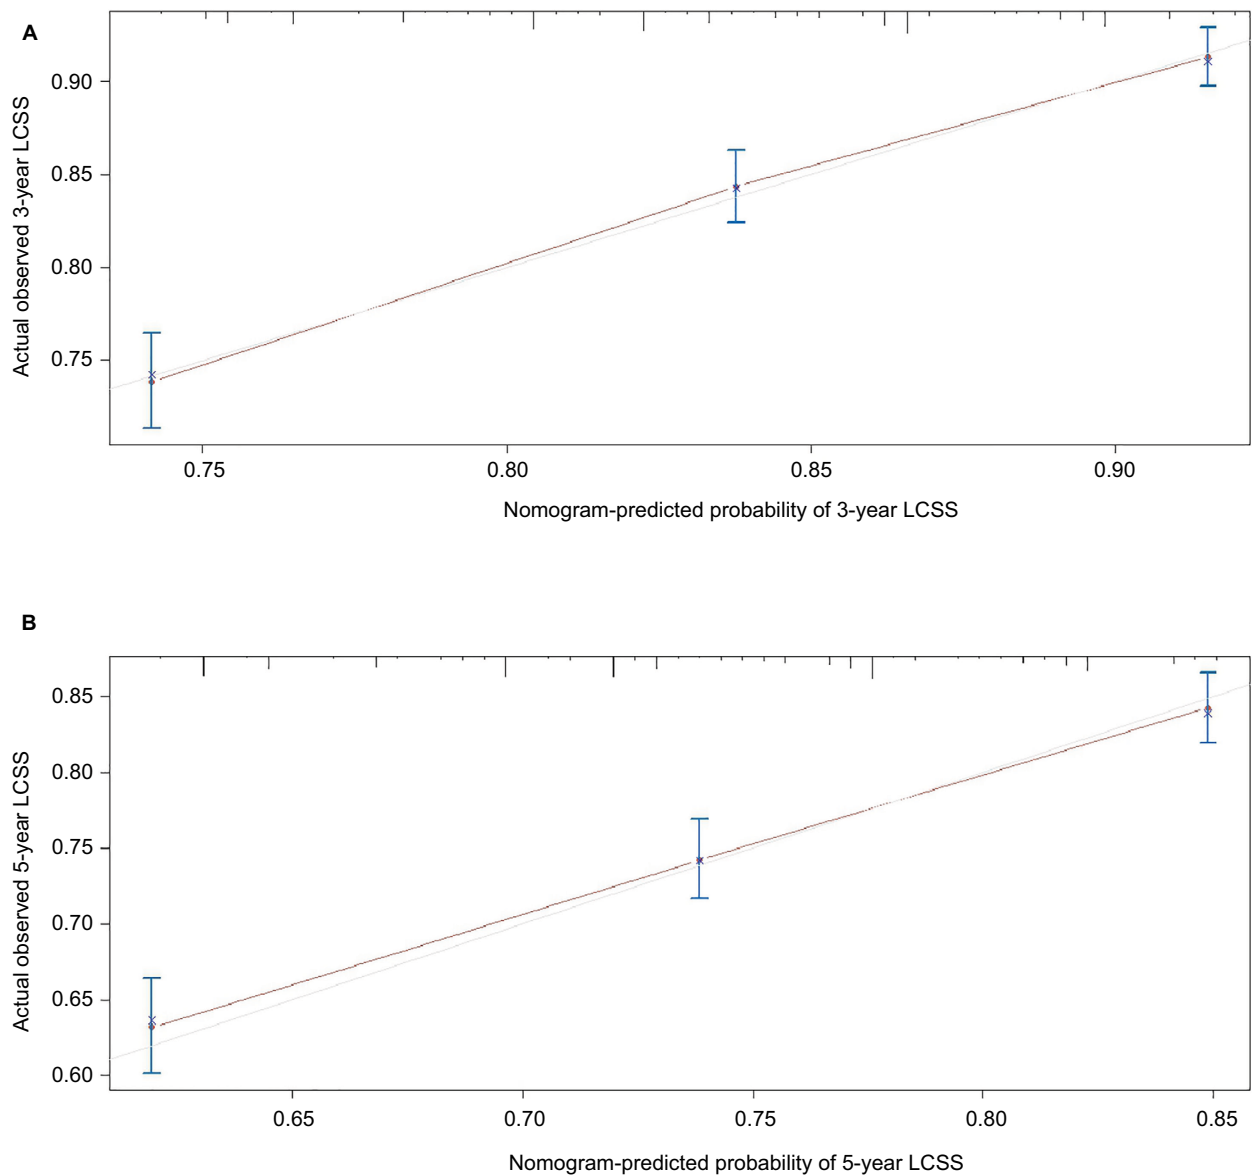 A
Actual observed 3-year LCSS
0.90
0.85
0.80
0.75
0.75 0.80 0.85 0.90
Nomogram-predicted probability of 3-year LCSS
B
Actual observed 5-year LCSS
0.85
0.80
0.75
0.70
0.65
0.60
0.65 0.70 0.75 0.80 0.85
Nomogram-predicted probability of 5-year LCSS